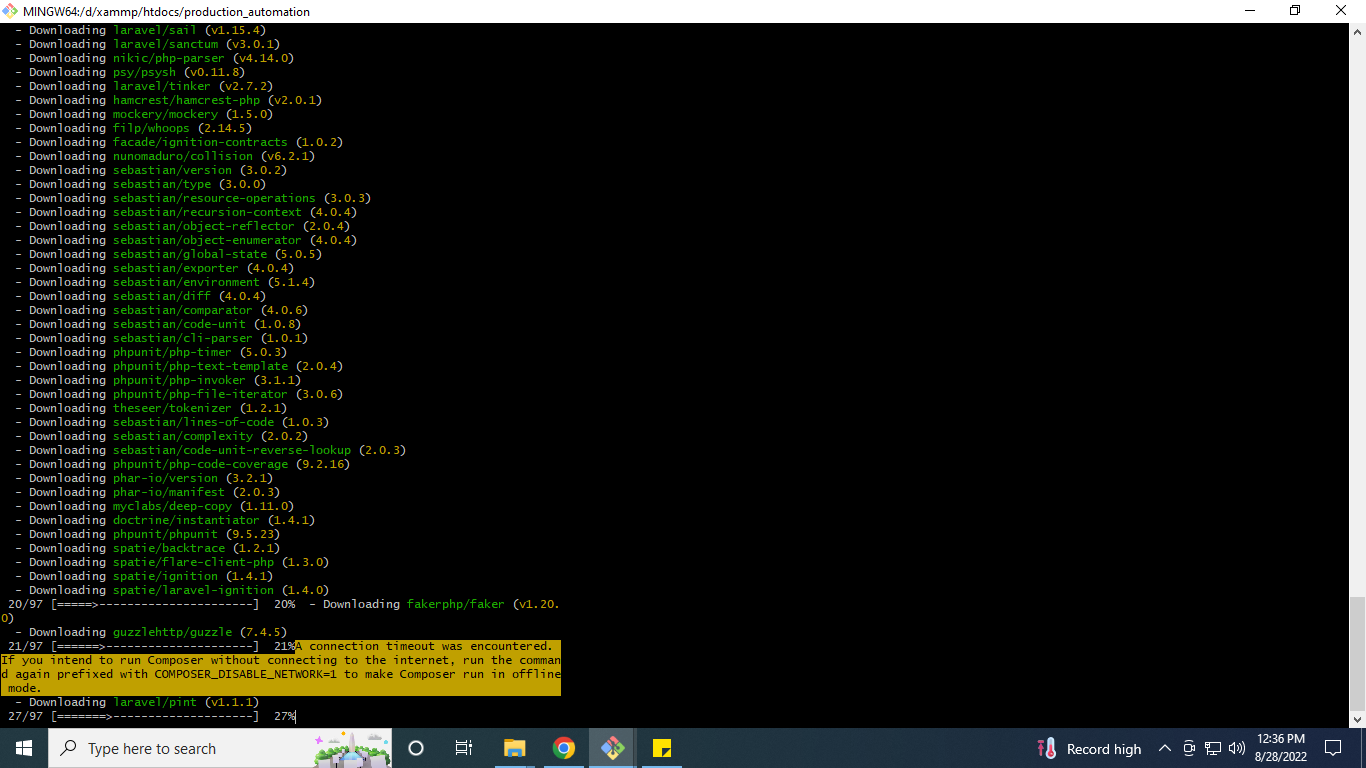 MINGW64:/d/xammp/htdocs/production_automation
- Downloading laravel/sail (v1.15.4)
- Downloading laravel/sanctum (v3.0.1)
- Downloading nikic/php-parser (v4.14.0)
- Downloading psy/psysh (v0.11.8)
- Downloading laravel/tinker (v2.7.2)
- Downloading hamcrest/hamcrest-php (v2.0.1)
- Downloading mockery/mockery (1.5.0)
- Downloading filp/whoops (2.14.5)
- Downloading facade/ignition-contracts (1.0.2)
- Downloading nunomaduro/collision (v6.2.1)
- Downloading sebastian/version (3.0.2)
- Downloading sebastian/type (3.0.0)
- Downloading sebastian/resource-operations (3.0.3)
- Downloading sebastian/recursion-context (4.0.4)
- Downloading sebastian/object-reflector (2.0.4)
- Downloading sebastian/object-enumerator (4.0.4)
- Downloading sebastian/global-state (5.0.5)
- Downloading sebastian/exporter (4.0.4)
- Downloading sebastian/environment (5.1.4)
- Downloading sebastian/diff (4.0.4)
- Downloading sebastian/comparator (4.0.6)
- Downloading sebastian/code-unit (1.0.8)
- Downloading sebastian/cli-parser (1.0.1)
- Downloading phpunit/php-timer (5.0.3)
- Downloading phpunit/php-text-template (2.0.4)
- Downloading phpunit/php-invoker (3.1.1)
- Downloading phpunit/php-file-iterator (3.0.6)
- Downloading theseer/tokenizer (1.2.1)
- Downloading sebastian/lines-of-code (1.0.3)
- Downloading sebastian/complexity (2.0.2)
- Downloading sebastian/code-unit-reverse-lookup (2.0.3)
- Downloading phpunit/php-code-coverage (9.2.16)
- Downloading phar-io/version (3.2.1)
- Downloading phar-io/manifest (2.0.3)
- Downloading myclabs/deep-copy (1.11.0)
- Downloading doctrine/instantiator (1.4.1)
- Downloading phpunit/phpunit (9.5.23)
- Downloading spatie/backtrace (1.2.1)
- Downloading spatie/flare-client-php (1.3.0)
- Downloading spatie/ignition (1.4.1)
- Downloading spatie/laravel-ignition (1.4.0)
20/97 [=====>----------------------]  20%  - Downloading fakerphp/faker (v1.20.
0)
- Downloading guzzlehttp/guzzle (7.4.5)
21/97 [======>---------------------]  21%A connection timeout was encountered.
If you intend to run Composer without connecting to the internet, run the comman
d again prefixed with COMPOSER_DISABLE_NETWORK=1 to make Composer run in offline
mode.
- Downloading laravel/pint (v1.1.1)
27/97 [=======>--------------------]  27%
Type here to search
Record high
12:36 PM
8/28/2022